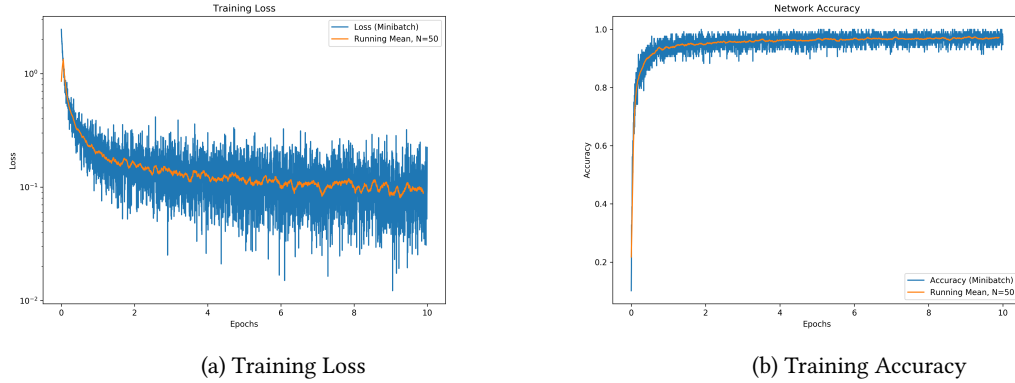 Training Loss
Loss (Minibatch)
Running Mean, N=50
10⁰
10⁻¹
10⁻²
Loss
0 2 4 6 8 10
Epochs
(a) Training Loss
Network Accuracy
1.0
0.8
0.6
0.4
0.2
Accuracy
Accuracy (Minibatch)
Running Mean, N=50
0 2 4 6 8 10
Epochs
(b) Training Accuracy